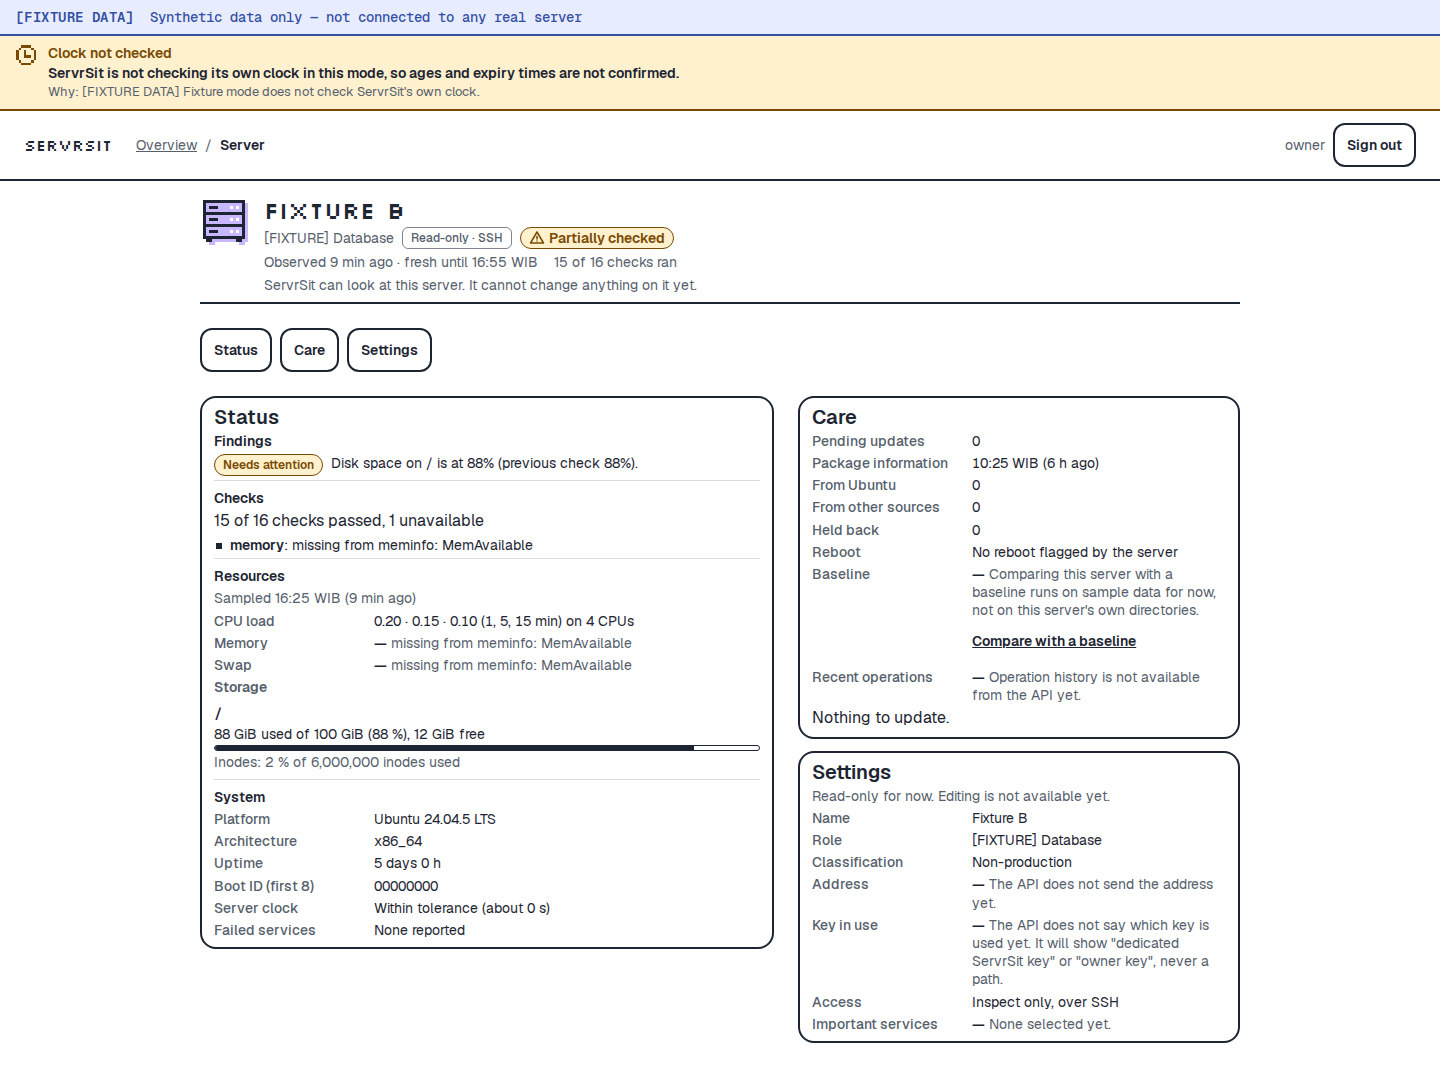 [FIXTURE DATA] Synthetic data only — not connected to any real server
Clock not checked
ServrSit is not checking its own clock in this mode, so ages and expiry times are not confirmed.
Why: [FIXTURE DATA] Fixture mode does not check ServrSit's own clock.
SERVRSIT
Overview / Server
owner
Sign out
FIXTURE B
[FIXTURE] Database Read-only · SSH Partially checked
Observed 9 min ago · fresh until 16:55 WIB 15 of 16 checks ran
ServrSit can look at this server. It cannot change anything on it yet.
Status Care Settings
Status
Findings
Needs attention Disk space on / is at 88% (previous check 88%).
Checks
15 of 16 checks passed, 1 unavailable
memory: missing from meminfo: MemAvailable
Resources
Sampled 16:25 WIB (9 min ago)
CPU load 0.20 · 0.15 · 0.10 (1, 5, 15 min) on 4 CPUs
Memory — missing from meminfo: MemAvailable
Swap — missing from meminfo: MemAvailable
Storage
/
88 GiB used of 100 GiB (88 %), 12 GiB free
Inodes: 2 % of 6,000,000 inodes used
System
Platform Ubuntu 24.04.5 LTS
Architecture x86_64
Uptime 5 days 0 h
Boot ID (first 8) 00000000
Server clock Within tolerance (about 0 s)
Failed services None reported
Care
Pending updates 0
Package information 10:25 WIB (6 h ago)
From Ubuntu 0
From other sources 0
Held back 0
Reboot No reboot flagged by the server
Baseline — Comparing this server with a
baseline runs on sample data for now,
not on this server's own directories.
Compare with a baseline
Recent operations — Operation history is not available
from the API yet.
Nothing to update.
Settings
Read-only for now. Editing is not available yet.
Name Fixture B
Role [FIXTURE] Database
Classification Non-production
Address — The API does not send the address
yet.
Key in use — The API does not say which key is
used yet. It will show "dedicated
ServrSit key" or "owner key", never a
path.
Access Inspect only, over SSH
Important services — None selected yet.